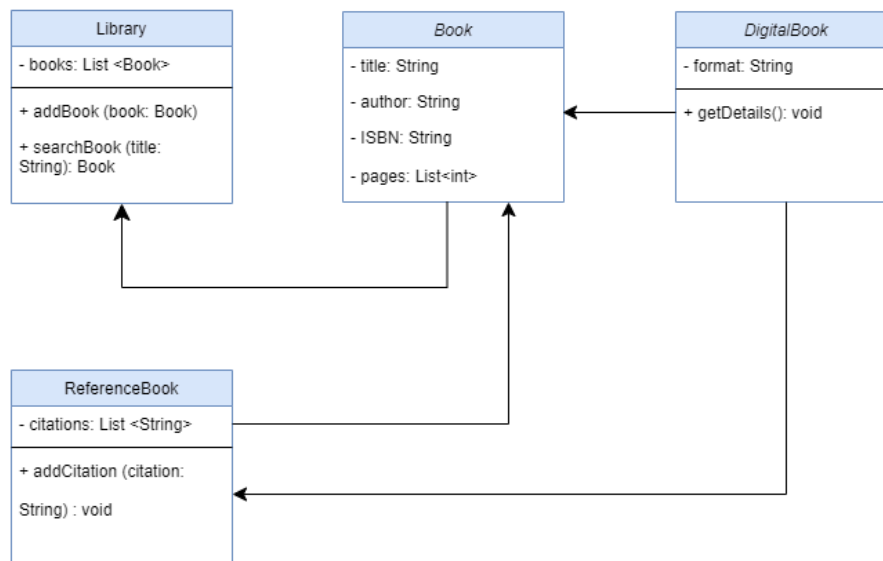 Library
- books: List <Book>
+ addBook (book: Book)
+ searchBook (title:
String): Book
Book
- title: String
- author: String
- ISBN: String
- pages: List<int>
DigitalBook
- format: String
+ getDetails(): void
ReferenceBook
- citations: List <String>
+ addCitation (citation:
String) : void